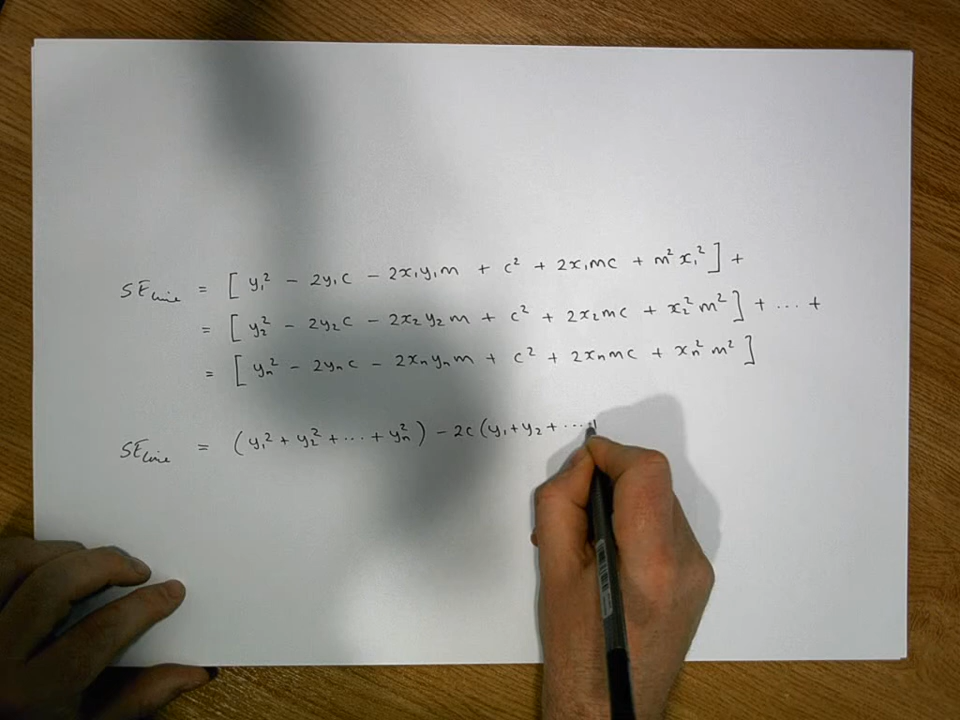 SE_line = [ y₁² − 2y₁c − 2x₁y₁m + c² + 2x₁mc + m²x₁² ] +
= [ y₂² − 2y₂c − 2x₂y₂m + c² + 2x₂mc + x₂²m² ] + ... +
= [ yₙ² − 2yₙc − 2xₙyₙm + c² + 2xₙmc + xₙ²m² ]
SE_line = (y₁² + y₂² + ... + yₙ²) − 2c(y₁ + y₂ + ...